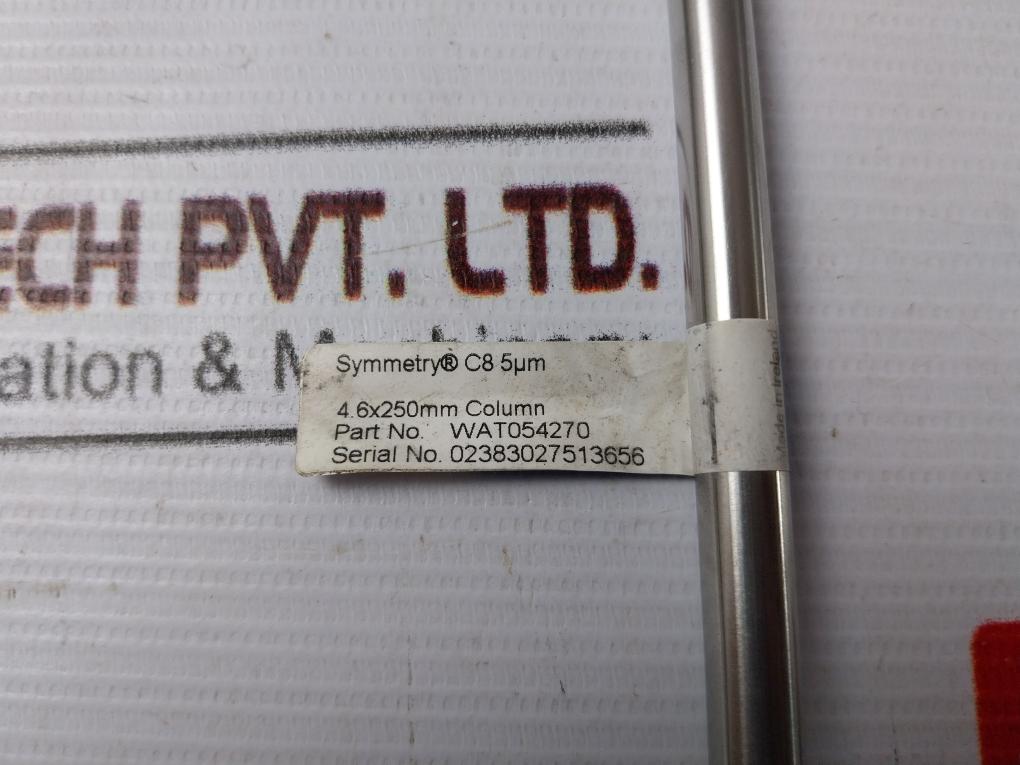 ECH PVT. LTD.
ation &
Symmetry® C8 5µm
4.6x250mm Column
Part No. WAT054270
Serial No. 02383027513656
Made in Ireland